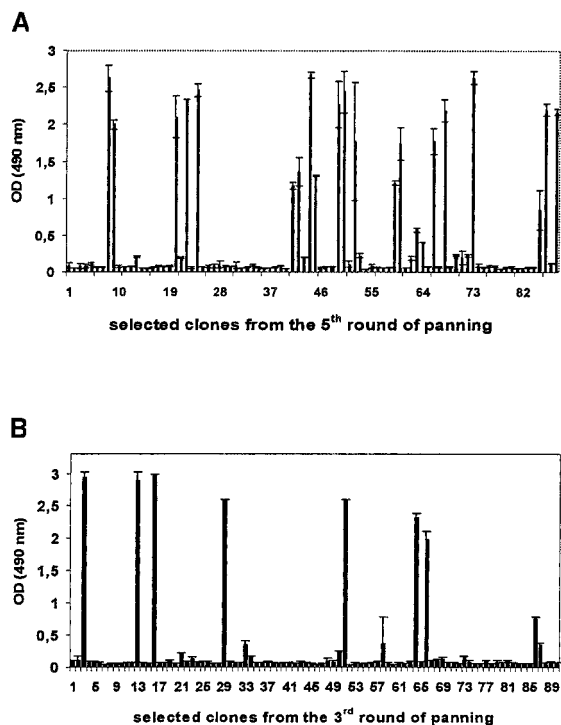 A
3
2,5
2
1,5
1
0,5
0
OD (490 nm)
1 10 19 28 37 46 55 64 73 82
selected clones from the 5th round of panning
B
3
2,5
2
1,5
1
0,5
0
OD (490 nm)
1 5 9 13 17 21 25 29 33 37 41 45 49 53 57 61 65 69 73 77 81 85 89
selected clones from the 3rd round of panning